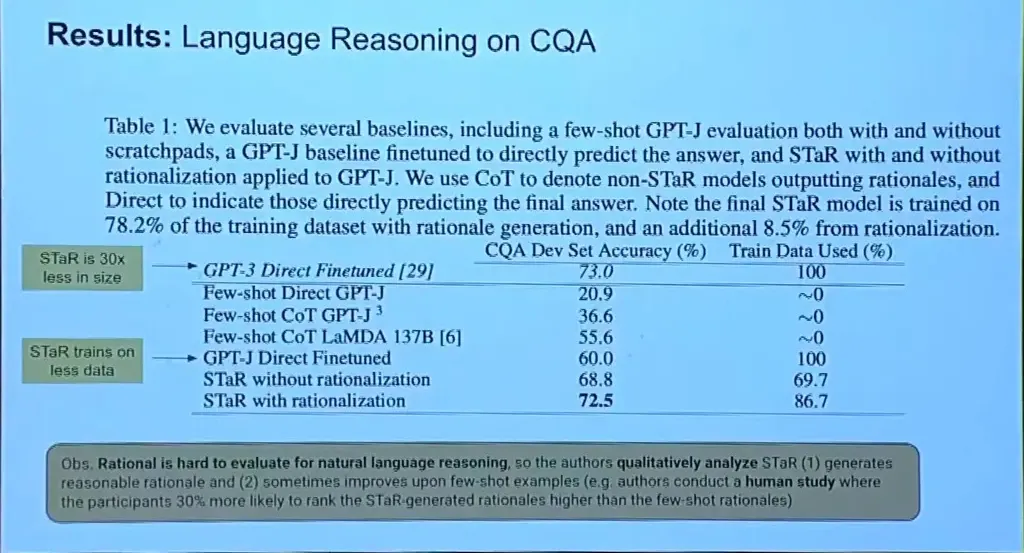 Results: Language Reasoning on CQA
Table 1: We evaluate several baselines, including a few-shot GPT-J evaluation both with and without
scratchpads, a GPT-J baseline finetuned to directly predict the answer, and STaR with and without
rationalization applied to GPT-J. We use CoT to denote non-STaR models outputting rationales, and
Direct to indicate those directly predicting the final answer. Note the final STaR model is trained on
78.2% of the training dataset with rationale generation, and an additional 8.5% from rationalization.
CQA Dev Set Accuracy (%) Train Data Used (%)
STaR is 30x
less in size
GPT-3 Direct Finetuned [29] 73.0 100
Few-shot Direct GPT-J 20.9 ~0
Few-shot CoT GPT-J 3 36.6 ~0
Few-shot CoT LaMDA 137B [6] 55.6 ~0
STaR trains on
less data
GPT-J Direct Finetuned 60.0 100
STaR without rationalization 68.8 69.7
STaR with rationalization 72.5 86.7
Obs. Rational is hard to evaluate for natural language reasoning, so the authors qualitatively analyze STaR (1) generates
reasonable rationale and (2) sometimes improves upon few-shot examples (e.g. authors conduct a human study where
the participants 30% more likely to rank the STaR-generated rationales higher than the few-shot rationales)